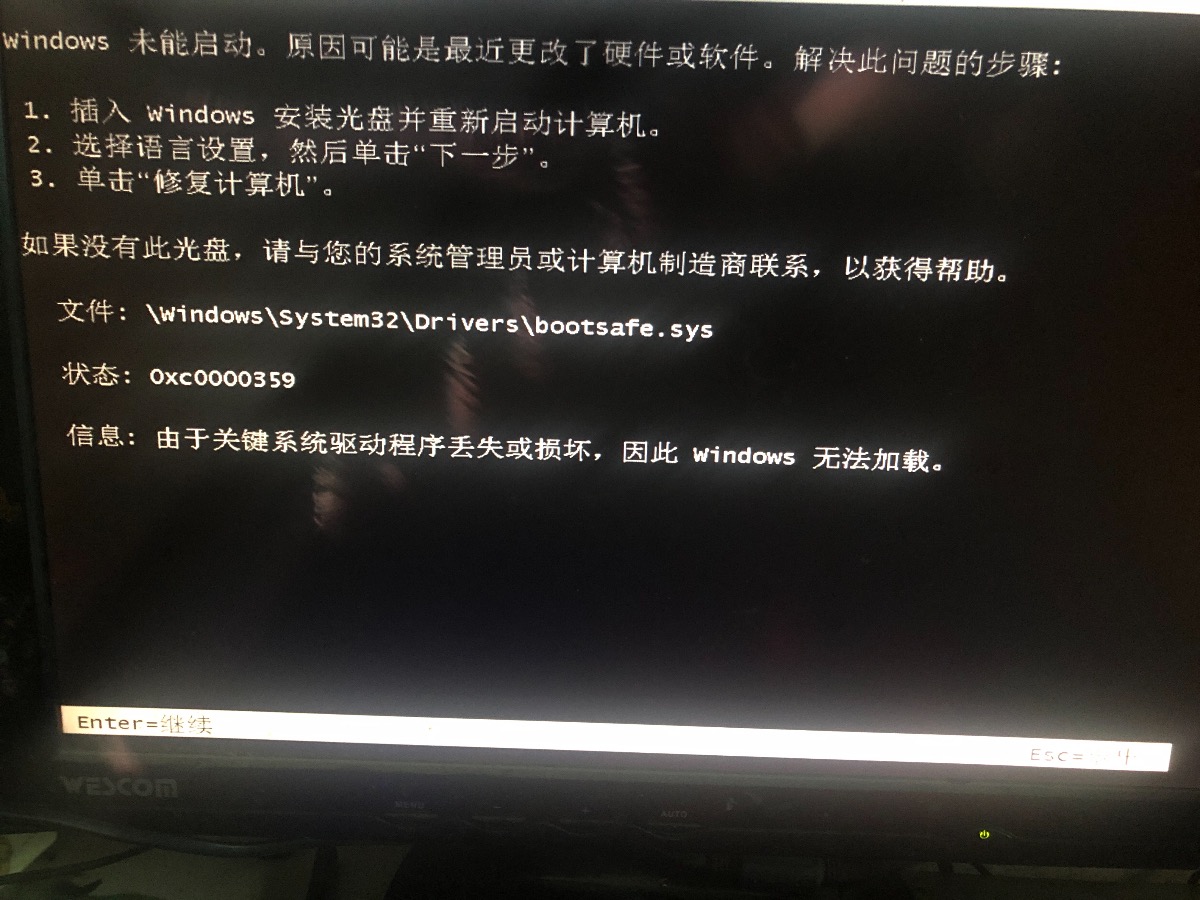 Windows 未能启动。原因可能是最近更改了硬件或软件。解决此问题的步骤:
1. 插入 Windows 安装光盘并重新启动计算机。
2. 选择语言设置，然后单击“下一步”。
3. 单击“修复计算机”。
如果没有此光盘，请与您的系统管理员或计算机制造商联系，以获得帮助。
文件: \Windows\System32\Drivers\bootsafe.sys
状态: 0xc0000359
信息: 由于关键系统驱动程序丢失或损坏，因此 Windows 无法加载。
Enter=继续
Esc=
WESCOM
MENU
AUTO